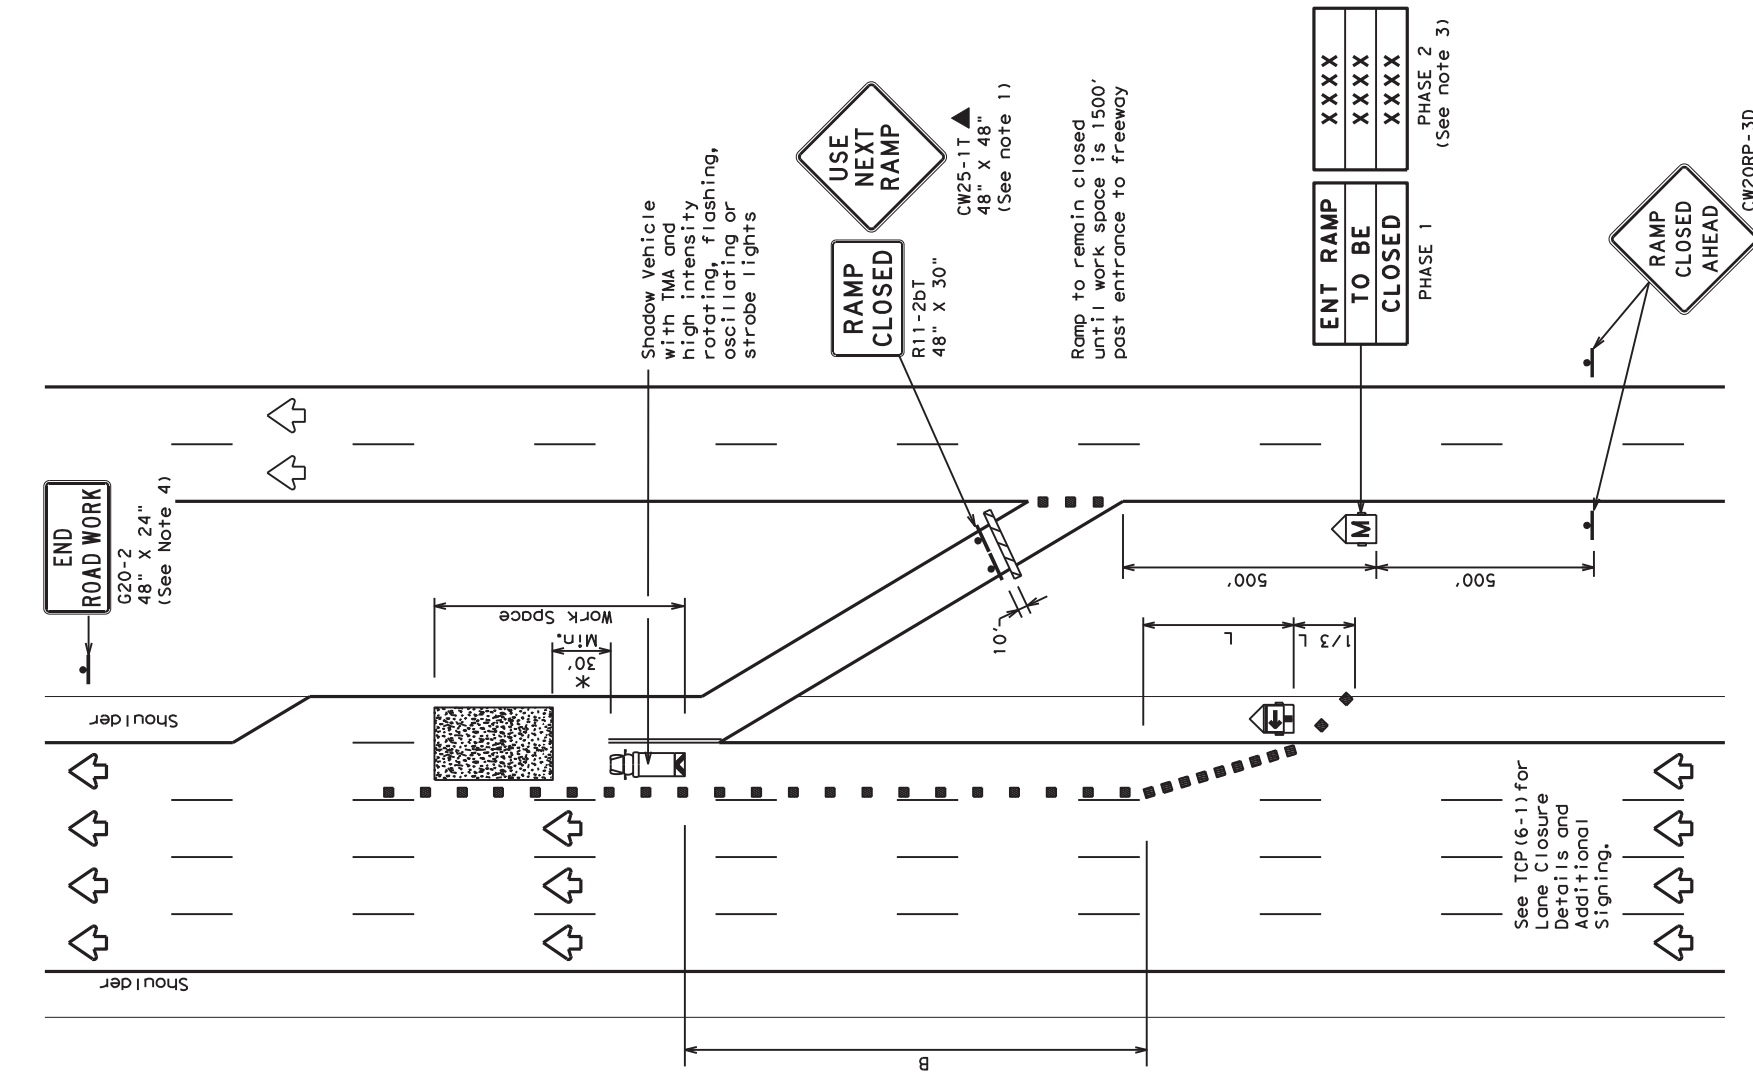 END
ROAD WORK
G20-2
48" X 24"
(See Note 4)
Shoulder
Shoulder
Work Space
Min.
30'
*
Shadow Vehicle
with TMA and
high intensity
rotating, flashing,
oscillating or
strobe lights
USE
NEXT
RAMP
CW25-1T
48" X 48"
(See note 1)
RAMP
CLOSED
R11-2bT
48" X 30"
Ramp to remain closed
until work space is 1500'
past entrance to freeway
10'
XXXX
XXXX
XXXX
PHASE 2
(See note 3)
ENT RAMP
TO BE
CLOSED
PHASE 1
M
500'
500'
L
1/3 L
B
See TCP(6-1)for
Lane Closure
Details and
Additional
Signing.
RAMP
CLOSED
AHEAD
CW20RP-3D